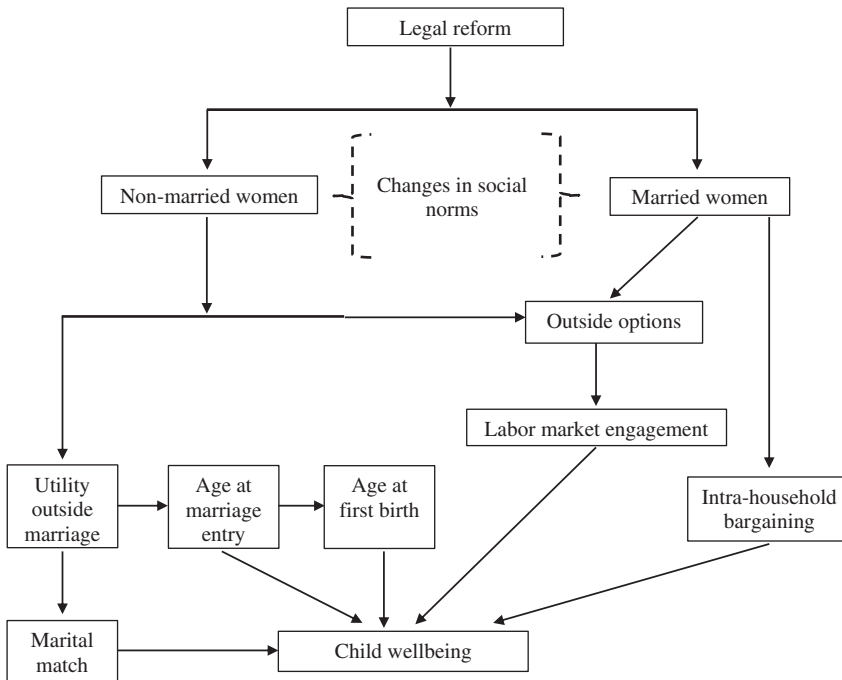 Legal reform
Non-married women
Changes in social
norms
Married women
Outside options
Labor market engagement
Utility
outside
marriage
Age at
marriage
entry
Age at
first birth
Intra-household
bargaining
Marital
match
Child wellbeing